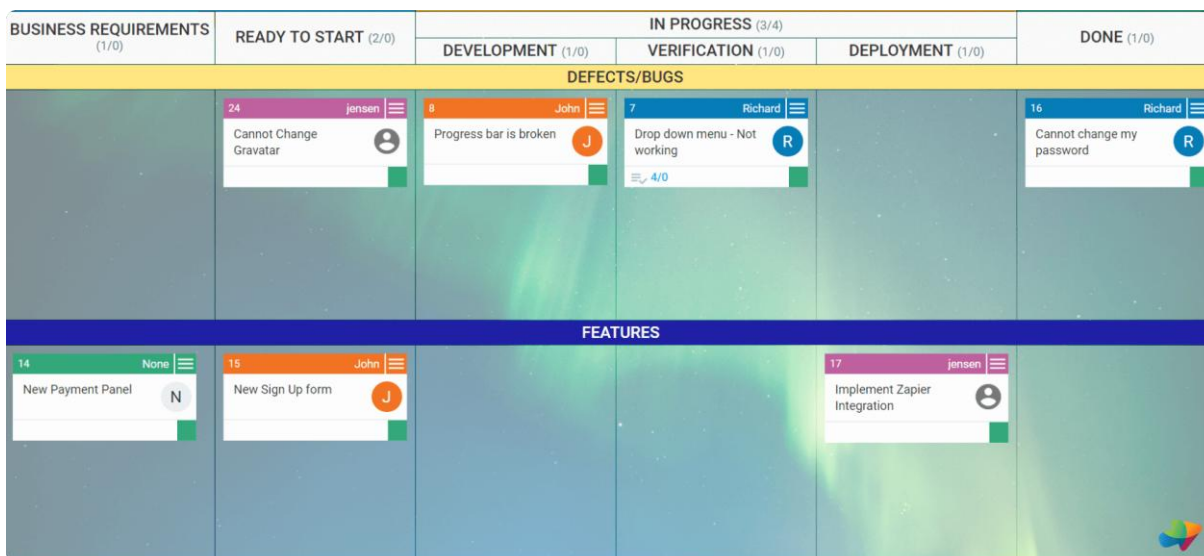 BUSINESS REQUIREMENTS
(1/0)
READY TO START (2/0)
IN PROGRESS (3/4)
DEVELOPMENT (1/0)
VERIFICATION (1/0)
DEPLOYMENT (1/0)
DONE (1/0)
DEFECTS/BUGS
24 jensen
Cannot Change
Gravatar
8 John
Progress bar is broken
J
7 Richard
Drop down menu - Not
working
R
4/0
16 Richard
Cannot change my
password
R
FEATURES
14 None
New Payment Panel
N
15 John
New Sign Up form
J
17 jensen
Implement Zapier
Integration